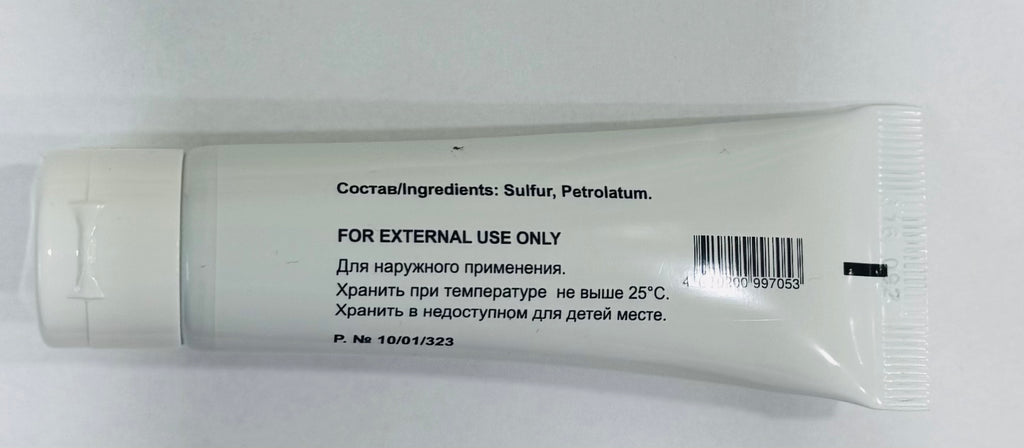 Состав/Ingredients: Sulfur, Petrolatum.
FOR EXTERNAL USE ONLY
Для наружного применения.
Хранить при температуре не выше 25°C.
Хранить в недоступном для детей месте.
Р. № 10/01/323
997053